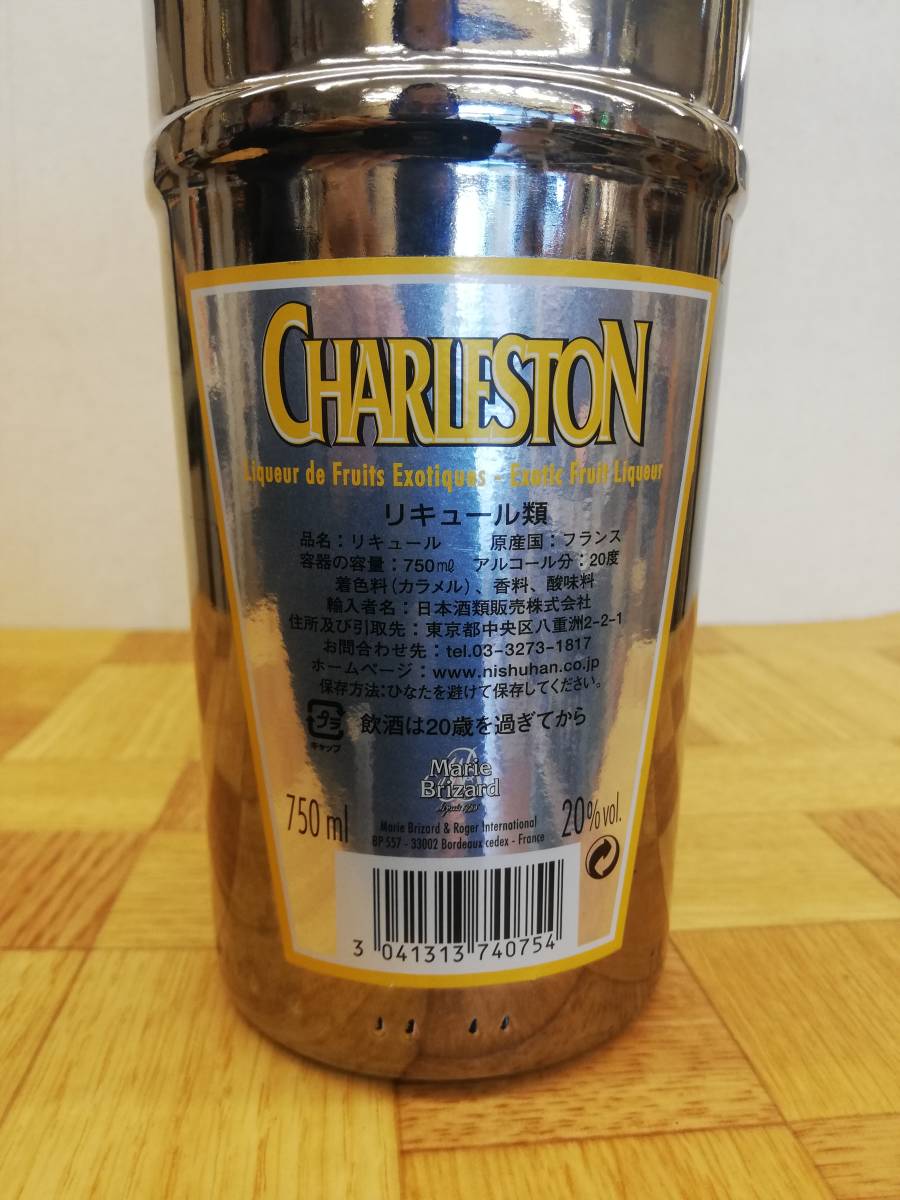 CHARLESTON
Liqueur de Fruits Exotiques - Exotic Fruit Liqueur
リキュール類
品名：リキュール 原産国：フランス
容器の容量：750mℓ アルコール分：20度
着色料(カラメル)、香料、酸味料
輸入者名：日本酒類販売株式会社
住所及び引取先：東京都中央区八重洲2-2-1
お問合わせ先：tel.03-3273-1817
ホームページ：www.nishuhan.co.jp
保存方法：ひなたを避けて保存してください。
プラ
キャップ
飲酒は20歳を過ぎてから
Marie
Brizard
750 ml
20% vol.
Marie Brizard & Roger International
BP 557 - 33002 Bordeaux cedex - France
3 041313 740754